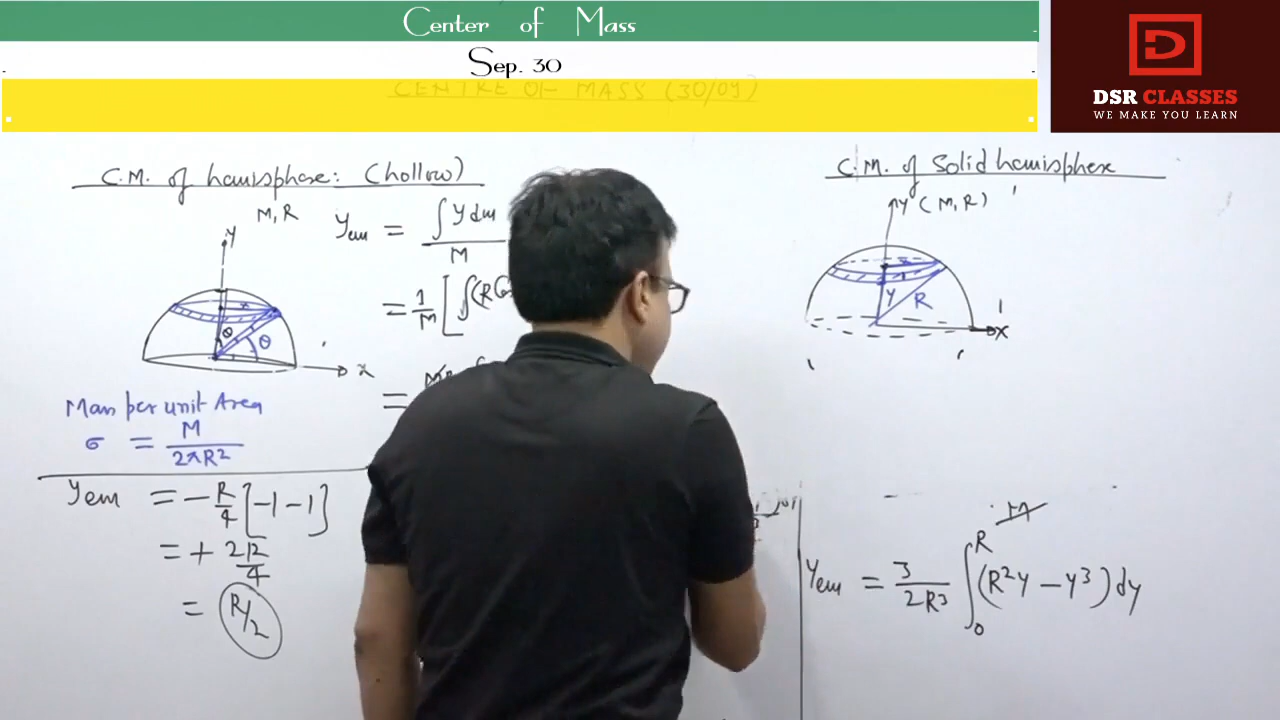 Center of Mass
Sep. 30
CENTRE OF MASS (30/09)
DSR CLASSES
WE MAKE YOU LEARN
C.M. of hemisphere: (hollow)
M, R
y
θ
θ
x
Ycm = ∫ y dm
M
= 1/M [ ∫(R
=
Mass per unit Area
σ = M
2πR²
Ycm = -R/4 [-1-1]
= + 2R/4
= R/2
C.M. of Solid hemisphere
y (M, R)
x
y
R
x
M
Ycm = 3/2R³ ∫₀ᴿ (R²y - y³) dy